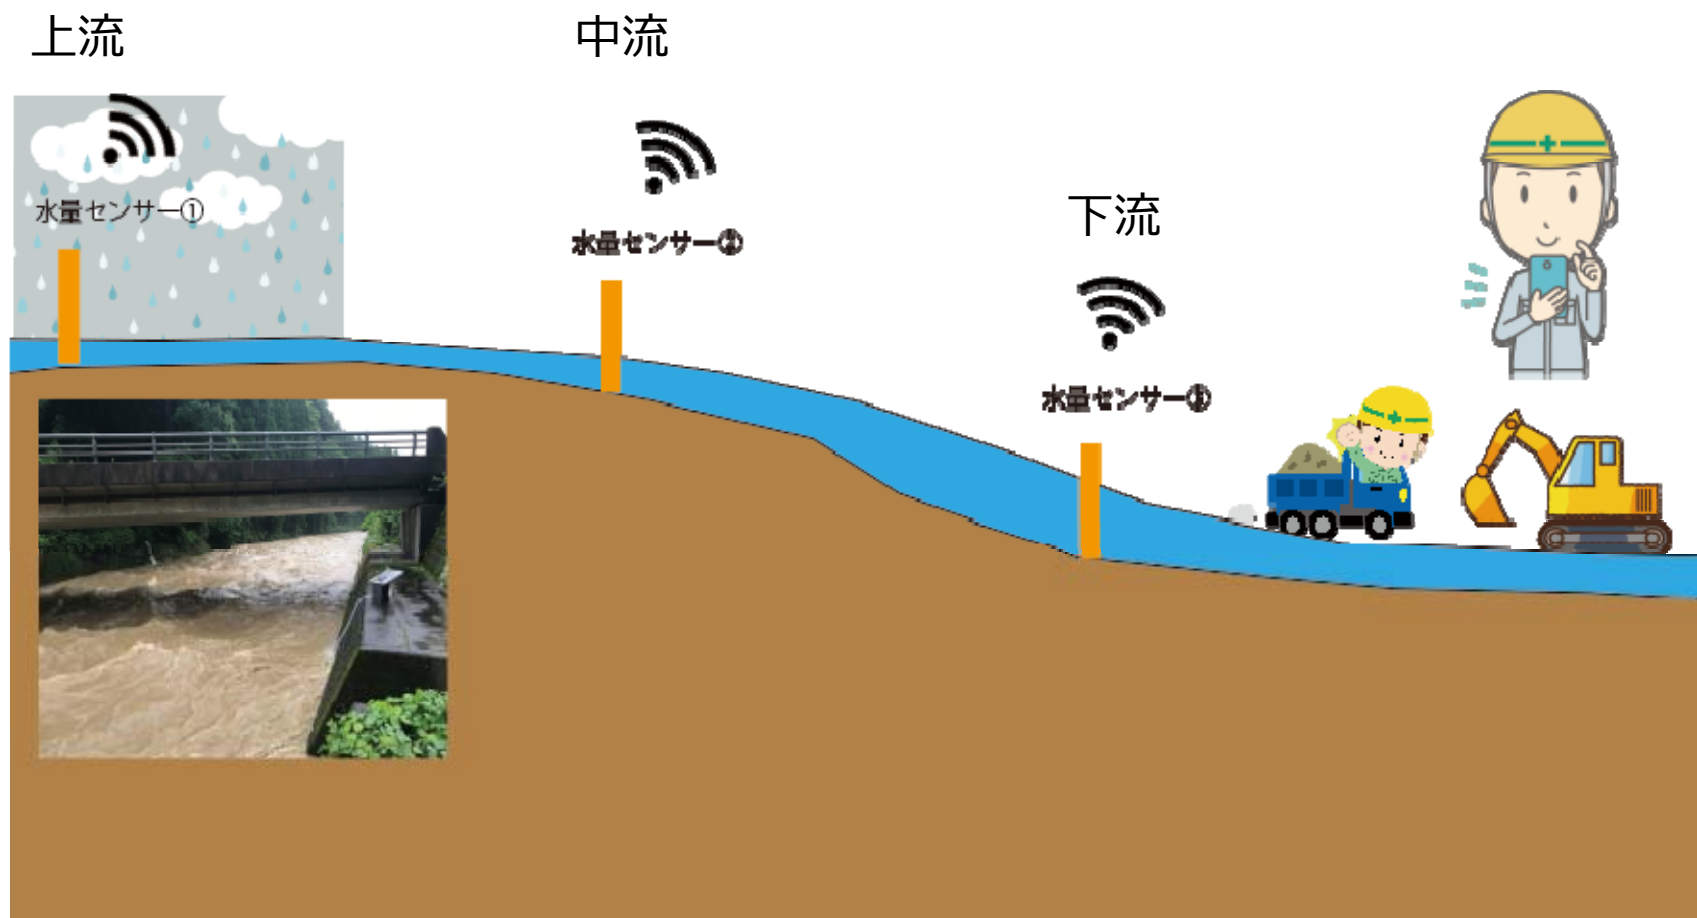 上流
中流
水量センサー①
下流
水量センサー②
水量センサー③